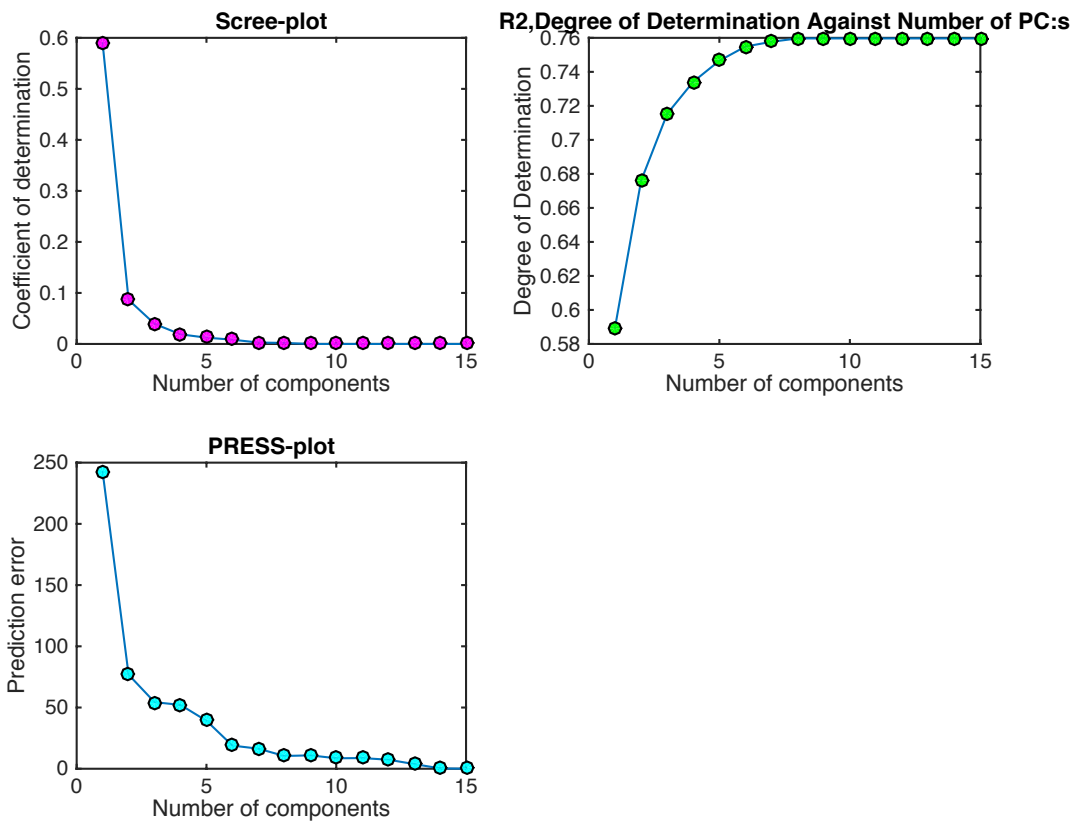 Scree-plot
0.6
0.5
0.4
0.3
0.2
0.1
0
Coefficient of determination
0 5 10 15
Number of components
R2,Degree of Determination Against Number of PC:s
0.76
0.74
0.72
0.7
0.68
0.66
0.64
0.62
0.6
0.58
Degree of Determination
0 5 10 15
Number of components
PRESS-plot
250
200
150
100
50
0
Prediction error
0 5 10 15
Number of components